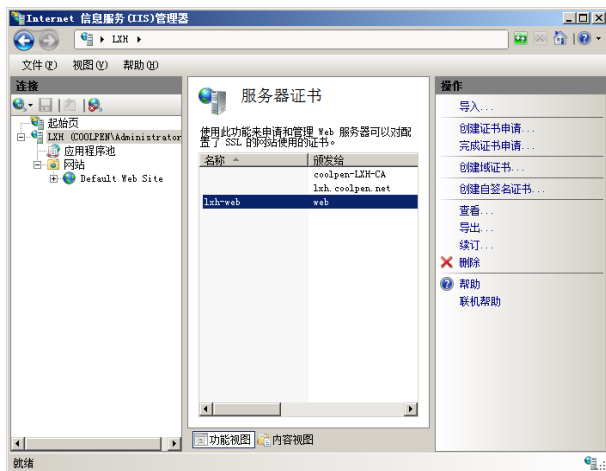 Internet 信息服务(IIS)管理器
LXH
文件(F) 视图(V) 帮助(H)
连接
起始页
LXH (COOLPEN\Administrator
应用程序池
网站
Default Web Site
服务器证书
使用此功能来申请和管理 Web 服务器可以对配
置了 SSL 的网站使用的证书。
名称 颁发给
coolpen-LXH-CA
lxh.coolpen.net
lxh-web web
功能视图 内容视图
操作
导入...
创建证书申请...
完成证书申请...
创建域证书...
创建自签名证书...
查看...
导出...
续订...
删除
帮助
联机帮助
就绪